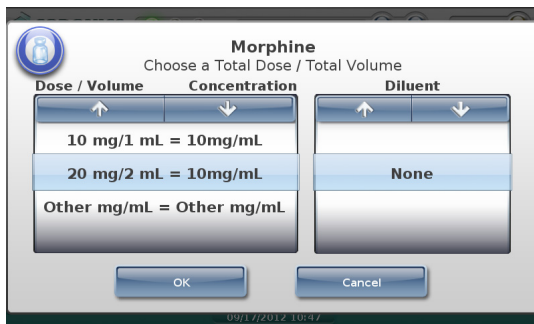 Morphine
Choose a Total Dose / Total Volume
Dose / Volume Concentration Diluent
10 mg/1 mL = 10mg/mL
20 mg/2 mL = 10mg/mL None
Other mg/mL = Other mg/mL
OK Cancel
09/17/2012 10:47